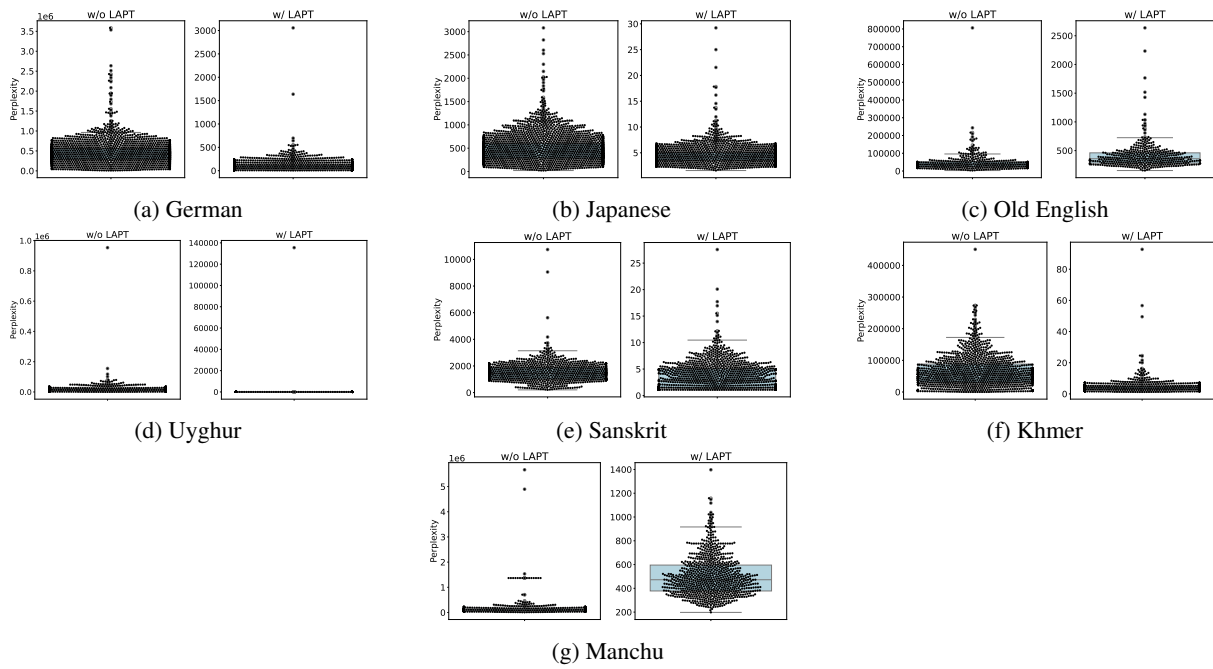 w/o LAPT
1e6
3.5
3.0
2.5
2.0
1.5
1.0
0.5
0.0
Perplexity
w/ LAPT
3000
2500
2000
1500
1000
500
0
(a) German
w/o LAPT
3000
2500
2000
1500
1000
500
0
Perplexity
w/ LAPT
30
25
20
15
10
5
(b) Japanese
w/o LAPT
800000
700000
600000
500000
400000
300000
200000
100000
0
Perplexity
w/ LAPT
2500
2000
1500
1000
500
(c) Old English
w/o LAPT
1e6
1.0
0.8
0.6
0.4
0.2
0.0
Perplexity
w/ LAPT
140000
120000
100000
80000
60000
40000
20000
0
(d) Uyghur
w/o LAPT
10000
8000
6000
4000
2000
0
Perplexity
w/ LAPT
25
20
15
10
5
0
(e) Sanskrit
w/o LAPT
400000
300000
200000
100000
0
Perplexity
w/ LAPT
80
60
40
20
0
(f) Khmer
w/o LAPT
1e6
5
4
3
2
1
0
Perplexity
w/ LAPT
1400
1200
1000
800
600
400
200
(g) Manchu